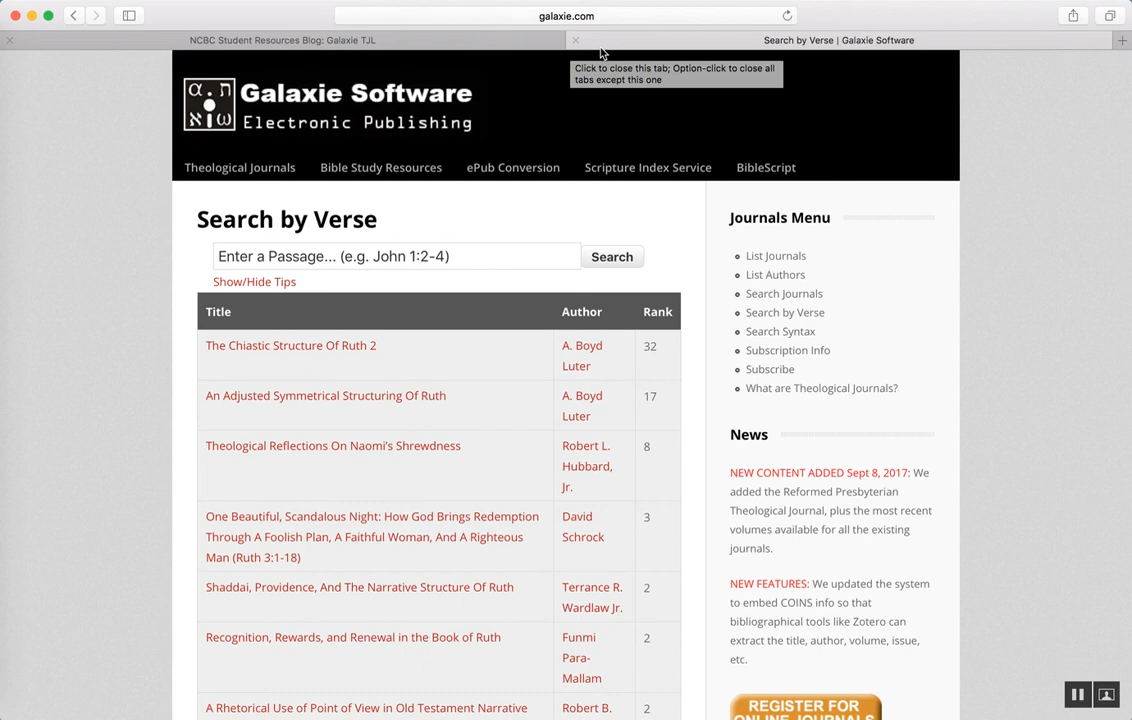 galaxie.com
NCBC Student Resources Blog: Galaxie TJL
Search by Verse | Galaxie Software
Click to close this tab; Option-click to close all
tabs except this one
α.ת
א.ω
Galaxie Software
Electronic Publishing
Theological Journals Bible Study Resources ePub Conversion Scripture Index Service BibleScript
Search by Verse
Enter a Passage... (e.g. John 1:2-4)
Search
Show/Hide Tips
Title Author Rank
The Chiastic Structure Of Ruth 2 A. Boyd 32
Luter
An Adjusted Symmetrical Structuring Of Ruth A. Boyd 17
Luter
Theological Reflections On Naomi's Shrewdness Robert L. 8
Hubbard,
Jr.
One Beautiful, Scandalous Night: How God Brings Redemption David 3
Through A Foolish Plan, A Faithful Woman, And A Righteous Schrock
Man (Ruth 3:1-18)
Shaddai, Providence, And The Narrative Structure Of Ruth Terrance R. 2
Wardlaw Jr.
Recognition, Rewards, and Renewal in the Book of Ruth Funmi 2
Para-
Mallam
A Rhetorical Use of Point of View in Old Testament Narrative Robert B. 2
Journals Menu
List Journals
List Authors
Search Journals
Search by Verse
Search Syntax
Subscription Info
Subscribe
What are Theological Journals?
News
NEW CONTENT ADDED Sept 8, 2017: We
added the Reformed Presbyterian
Theological Journal, plus the most recent
volumes available for all the existing
journals.
NEW FEATURES: We updated the system
to embed COINS info so that
bibliographical tools like Zotero can
extract the title, author, volume, issue,
etc.
REGISTER FOR
ONLINE JOURNALS